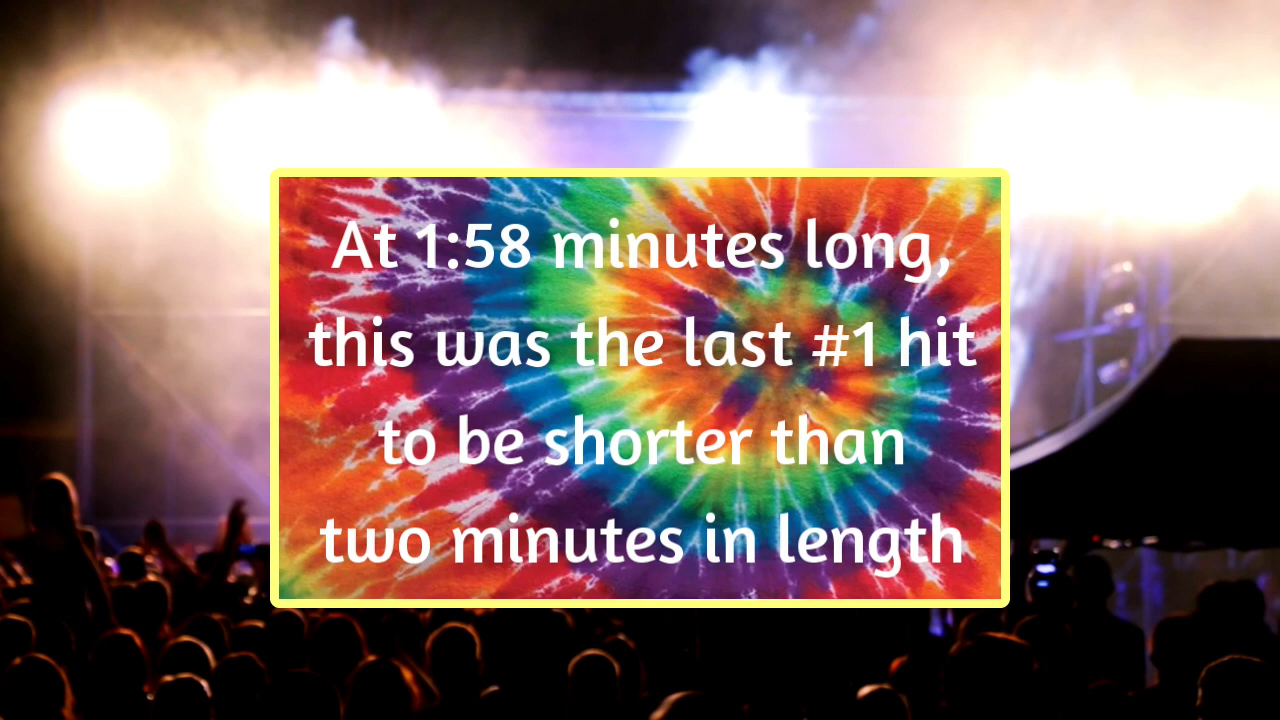 At 1:58 minutes long,
this was the last #1 hit
to be shorter than
two minutes in length